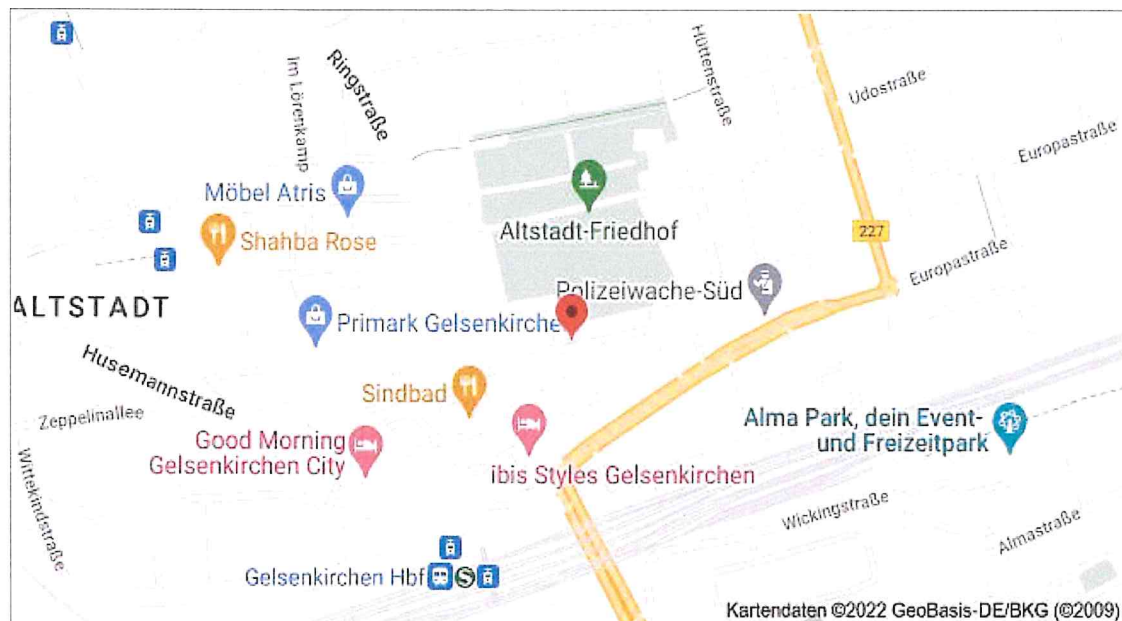 Ringstraße
Im Lörenkamp
Hüttenstraße
Udostraße
Europastraße
Möbel Atris
Shahba Rose
Altstadt-Friedhof
227
Europastraße
Polizeiwache-Süd
ALTSTADT
Primark Gelsenkirche
Husemannstraße
Zeppelinallee
Sindbad
Good Morning
Gelsenkirchen City
ibis Styles Gelsenkirchen
Alma Park, dein Event-
und Freizeitpark
Wittekindstraße
Wickingstraße
Almastraße
Gelsenkirchen Hbf
S
Kartendaten ©2022 GeoBasis-DE/BKG (©2009)